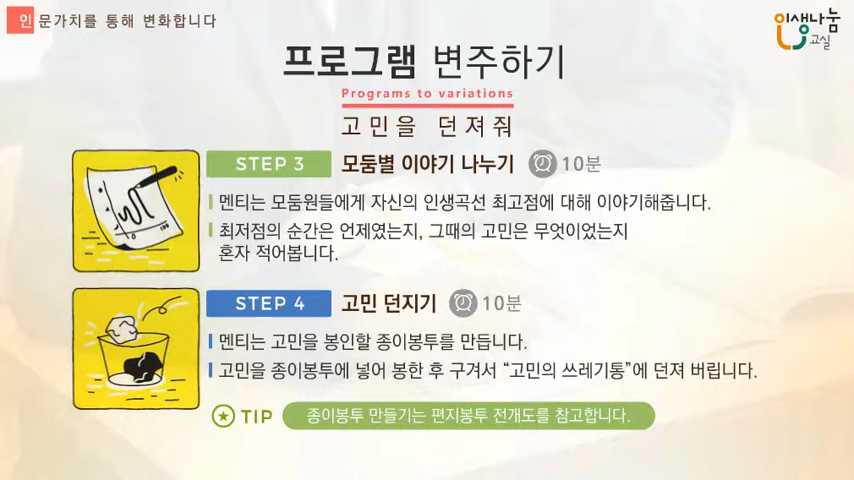 인문가치를 통해 변화합니다
인생나눔
교실
프로그램 변주하기
Programs to variations
고민을 던져줘
STEP 3 모둠별 이야기 나누기 10분
멘티는 모둠원들에게 자신의 인생곡선 최고점에 대해 이야기해줍니다.
최저점의 순간은 언제였는지, 그때의 고민은 무엇이었는지
혼자 적어봅니다.
STEP 4 고민 던지기 10분
멘티는 고민을 봉인할 종이봉투를 만듭니다.
고민을 종이봉투에 넣어 봉한 후 구겨서 “고민의 쓰레기통”에 던져 버립니다.
TIP 종이봉투 만들기는 편지봉투 전개도를 참고합니다.